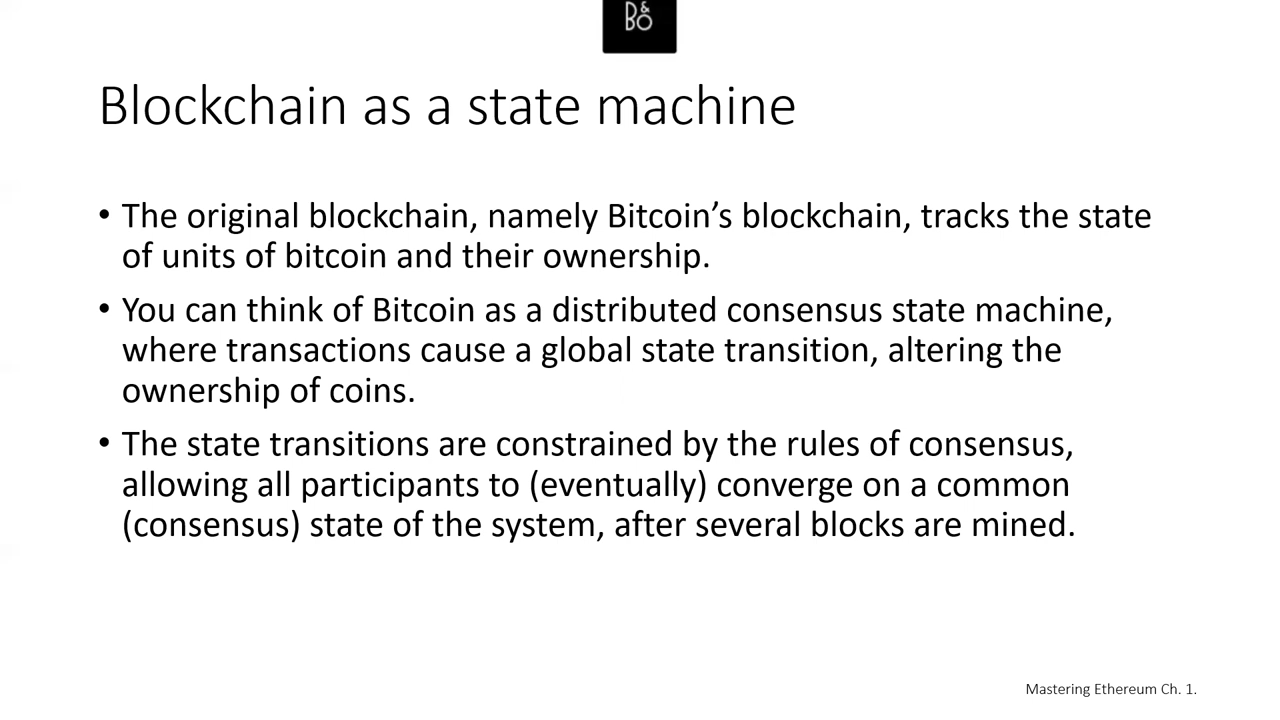 B&O
Blockchain as a state machine
• The original blockchain, namely Bitcoin’s blockchain, tracks the state
of units of bitcoin and their ownership.
• You can think of Bitcoin as a distributed consensus state machine,
where transactions cause a global state transition, altering the
ownership of coins.
• The state transitions are constrained by the rules of consensus,
allowing all participants to (eventually) converge on a common
(consensus) state of the system, after several blocks are mined.
Mastering Ethereum Ch. 1.